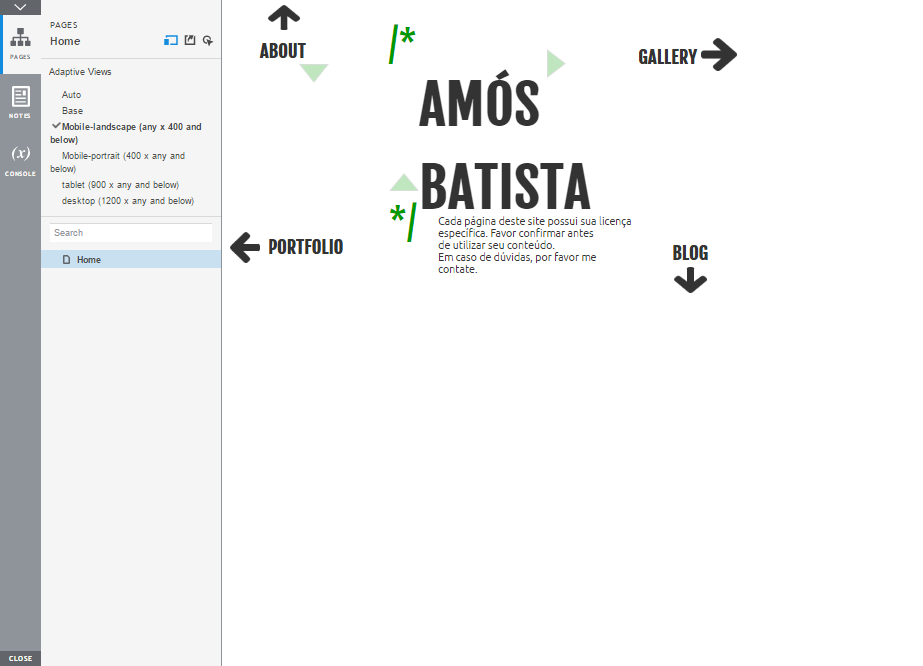 PAGES
Home
Adaptive Views
Auto
Base
Mobile-landscape (any x 400 and
below)
Mobile-portrait (400 x any and
below)
tablet (900 x any and below)
desktop (1200 x any and below)
Search
Home
PAGES
NOTES
(x)
CONSOLE
CLOSE
ABOUT
/*
GALLERY
AMÓS
BATISTA
*/
Cada página deste site possui sua licença
específica. Favor confirmar antes
de utilizar seu conteúdo.
Em caso de dúvidas, por favor me
contate.
PORTFOLIO
BLOG